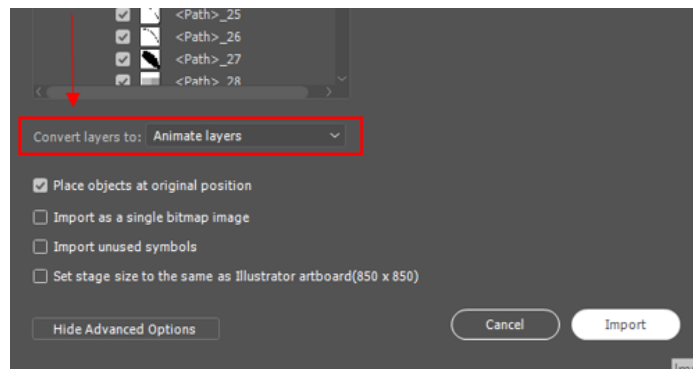 <Path>_25
<Path>_26
<Path>_27
<Path>_28
Convert layers to: Animate layers
Place objects at original position
Import as a single bitmap image
Import unused symbols
Set stage size to the same as Illustrator artboard(850 x 850)
Hide Advanced Options Cancel Import